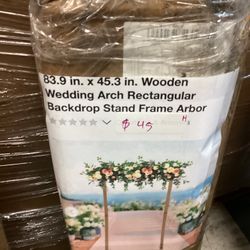 83.9 in. x 45.3 in. Wooden
Wedding Arch Rectangular
Backdrop Stand Frame Arbor
$ 45